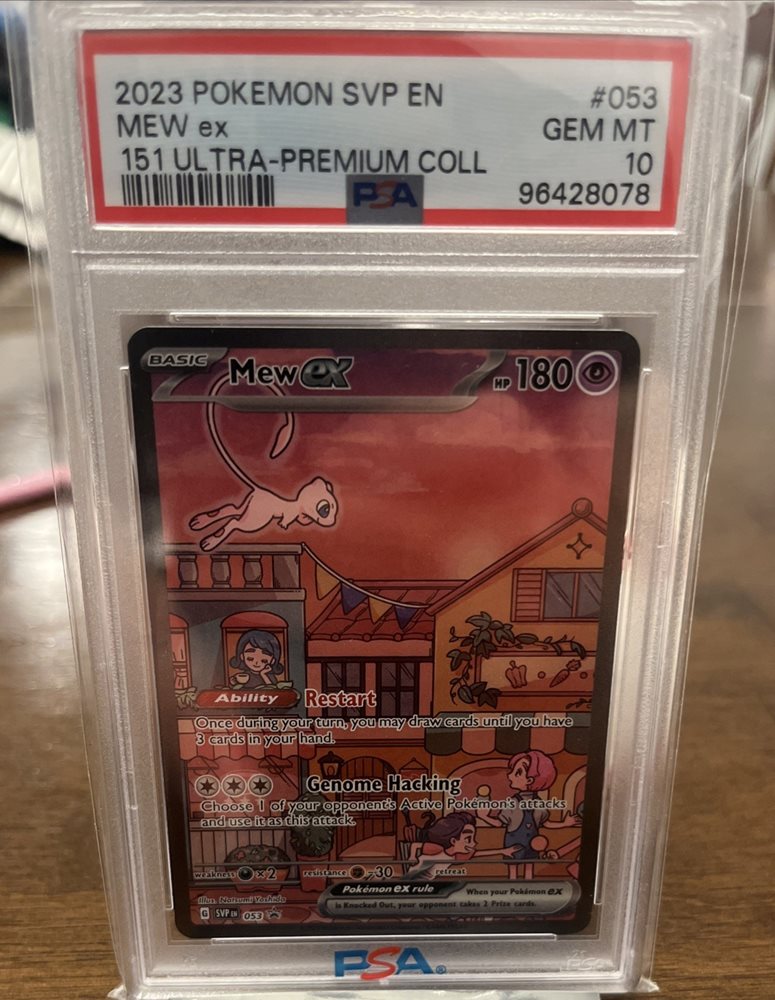 2023 POKEMON SVP EN #053
MEW ex GEM MT
151 ULTRA-PREMIUM COLL 10
PSA 96428078
BASIC Mew ex HP 180
Ability Restart
Once during your turn, you may draw cards until you have
3 cards in your hand.
Genome Hacking
Choose 1 of your opponent's Active Pokémon's attacks
and use it as this attack.
weakness ×2 resistance -30 retreat
Pokémon ex rule When your Pokémon ex
is Knocked Out, your opponent takes 2 Prize cards.
Illus. Natsumi Yoshida
G SVP EN 053
PSA